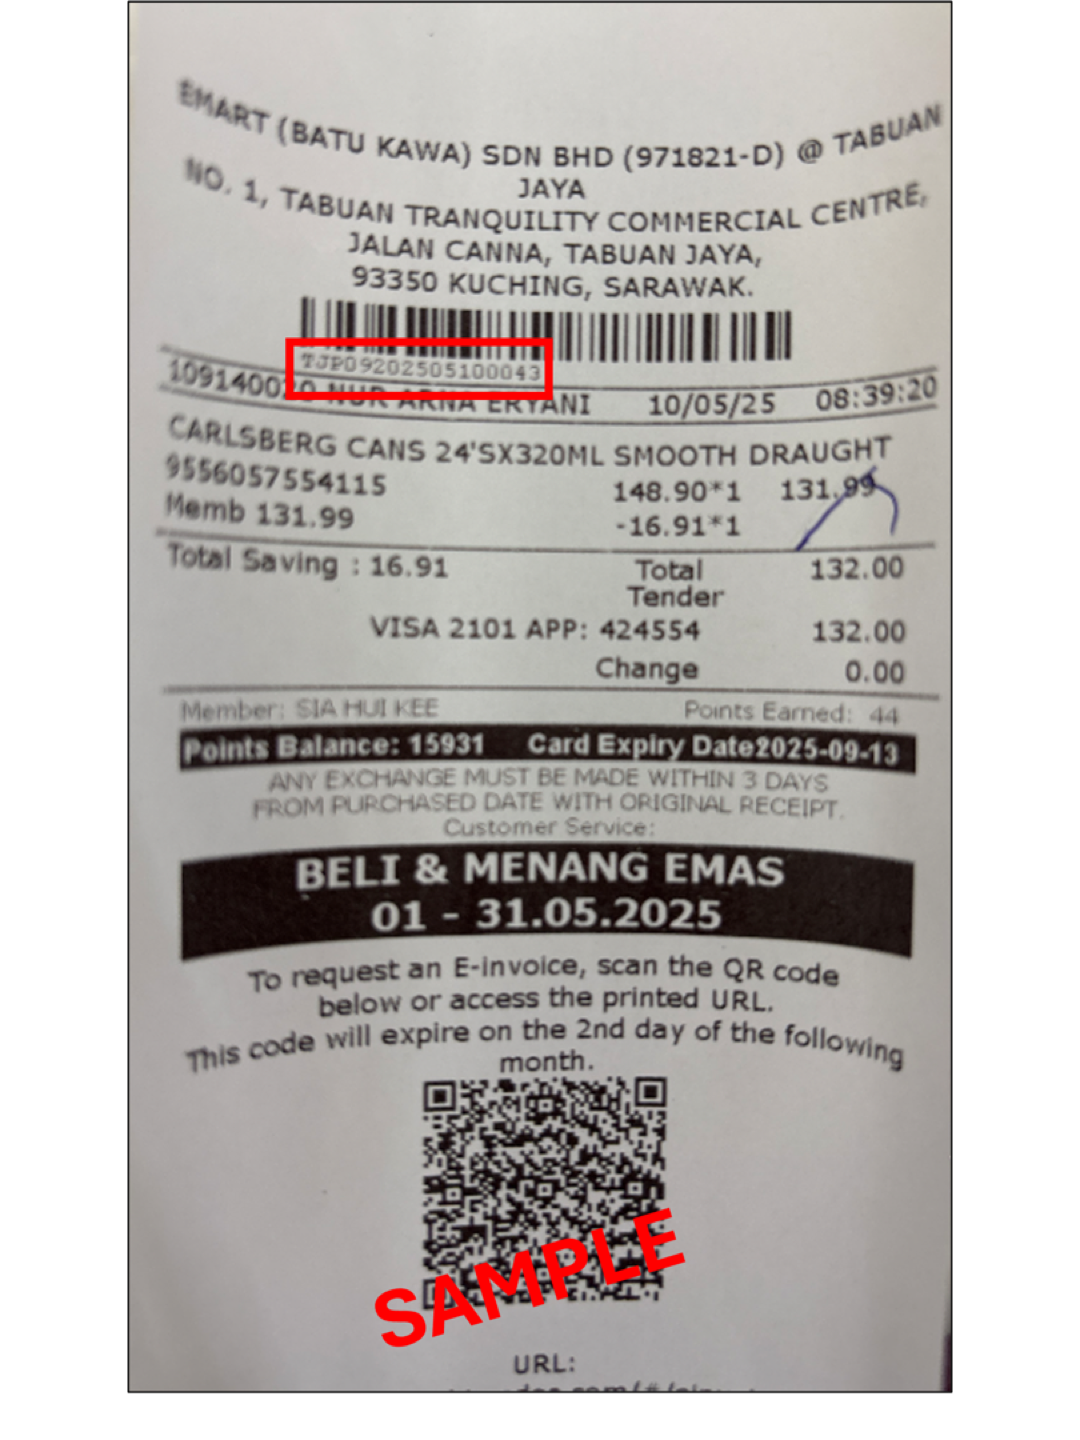 EMART (BATU KAWA) SDN BHD (971821-D) @ TABUAN
JAYA
NO. 1, TABUAN TRANQUILITY COMMERCIAL CENTRE,
JALAN CANNA, TABUAN JAYA,
93350 KUCHING, SARAWAK.
TJP09202505100043
NUR ARNA ERYANI 10/05/25 08:39:20
CARLSBERG CANS 24'SX320ML SMOOTH DRAUGHT
9556057554115 148.90*1 131.99
Memb 131.99 -16.91*1
Total Saving : 16.91 Total 132.00
Tender
VISA 2101 APP: 424554 132.00
Change 0.00
Member: SIA HUI KEE Points Earned: 44
Points Balance: 15931 Card Expiry Date:2025-09-13
ANY EXCHANGE MUST BE MADE WITHIN 3 DAYS
FROM PURCHASED DATE WITH ORIGINAL RECEIPT.
Customer Service:
BELI & MENANG EMAS
01 - 31.05.2025
To request an E-invoice, scan the QR code
below or access the printed URL.
This code will expire on the 2nd day of the following
month.
SAMPLE
URL: